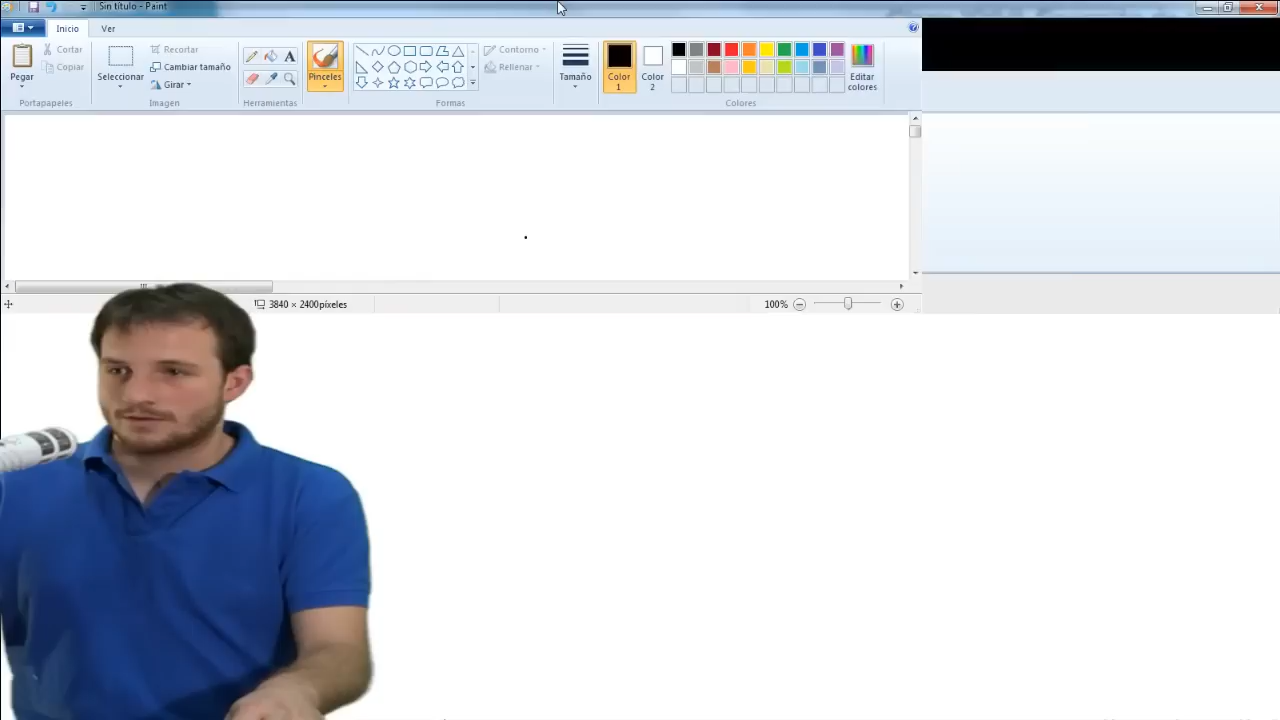 Sin título - Paint
Inicio Ver
Pegar
Cortar
Copiar
Portapapeles
Seleccionar
Recortar
Cambiar tamaño
Girar
Imagen
A
Herramientas
Pinceles
Contorno
Rellenar
Formas
Tamaño
Color
1
Color
2
Editar
colores
Colores
3840 × 2400píxeles
100%